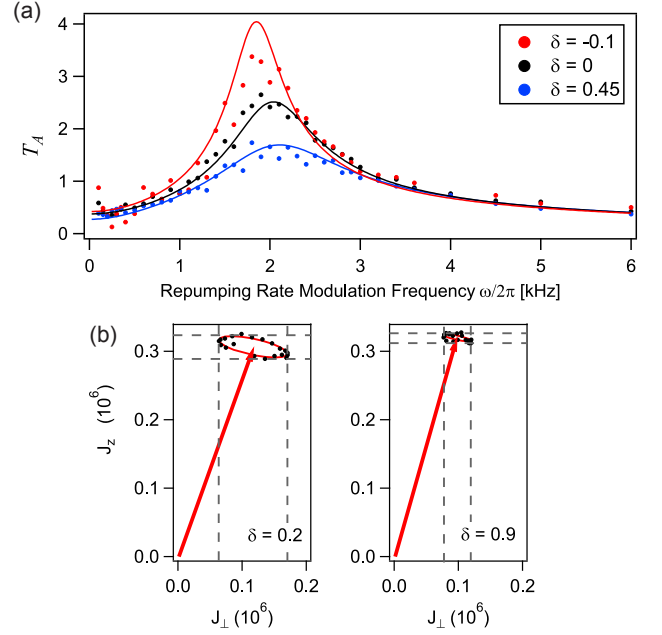 (a)
4
3
2
1
0
T_A
δ = -0.1
δ = 0
δ = 0.45
0 1 2 3 4 5 6
Repumping Rate Modulation Frequency ω/2π [kHz]
(b)
0.3
0.2
0.1
0.0
J_z (10^6)
δ = 0.2
0.0 0.1 0.2
J_⊥ (10^6)
0.3
0.2
0.1
0.0
δ = 0.9
0.0 0.1 0.2
J_⊥ (10^6)